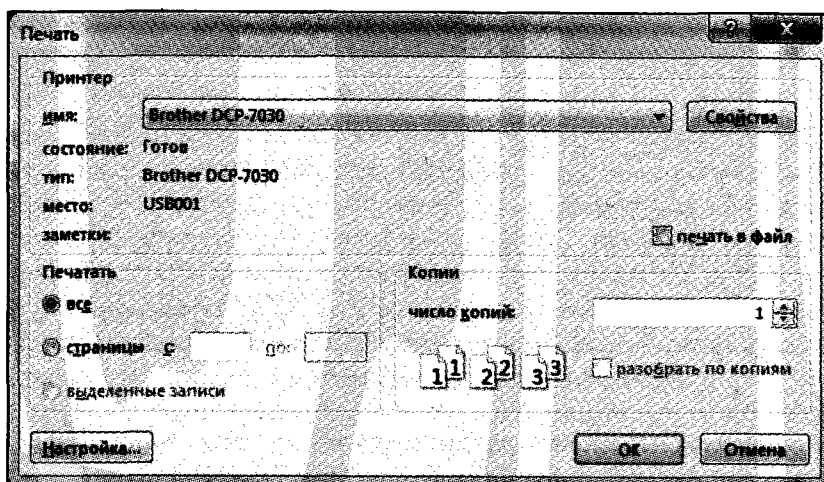 Печать
Принтер
имя: Brother DCP-7030 Свойства
состояние: Готов
тип: Brother DCP-7030
место: USB001
заметки:
печать в файл
Печатать
все
страницы с: по:
выделенные записи
Копии
число копий: 1
1 1 2 2 3 3
разобрать по копиям
Настройка... ОК Отмена